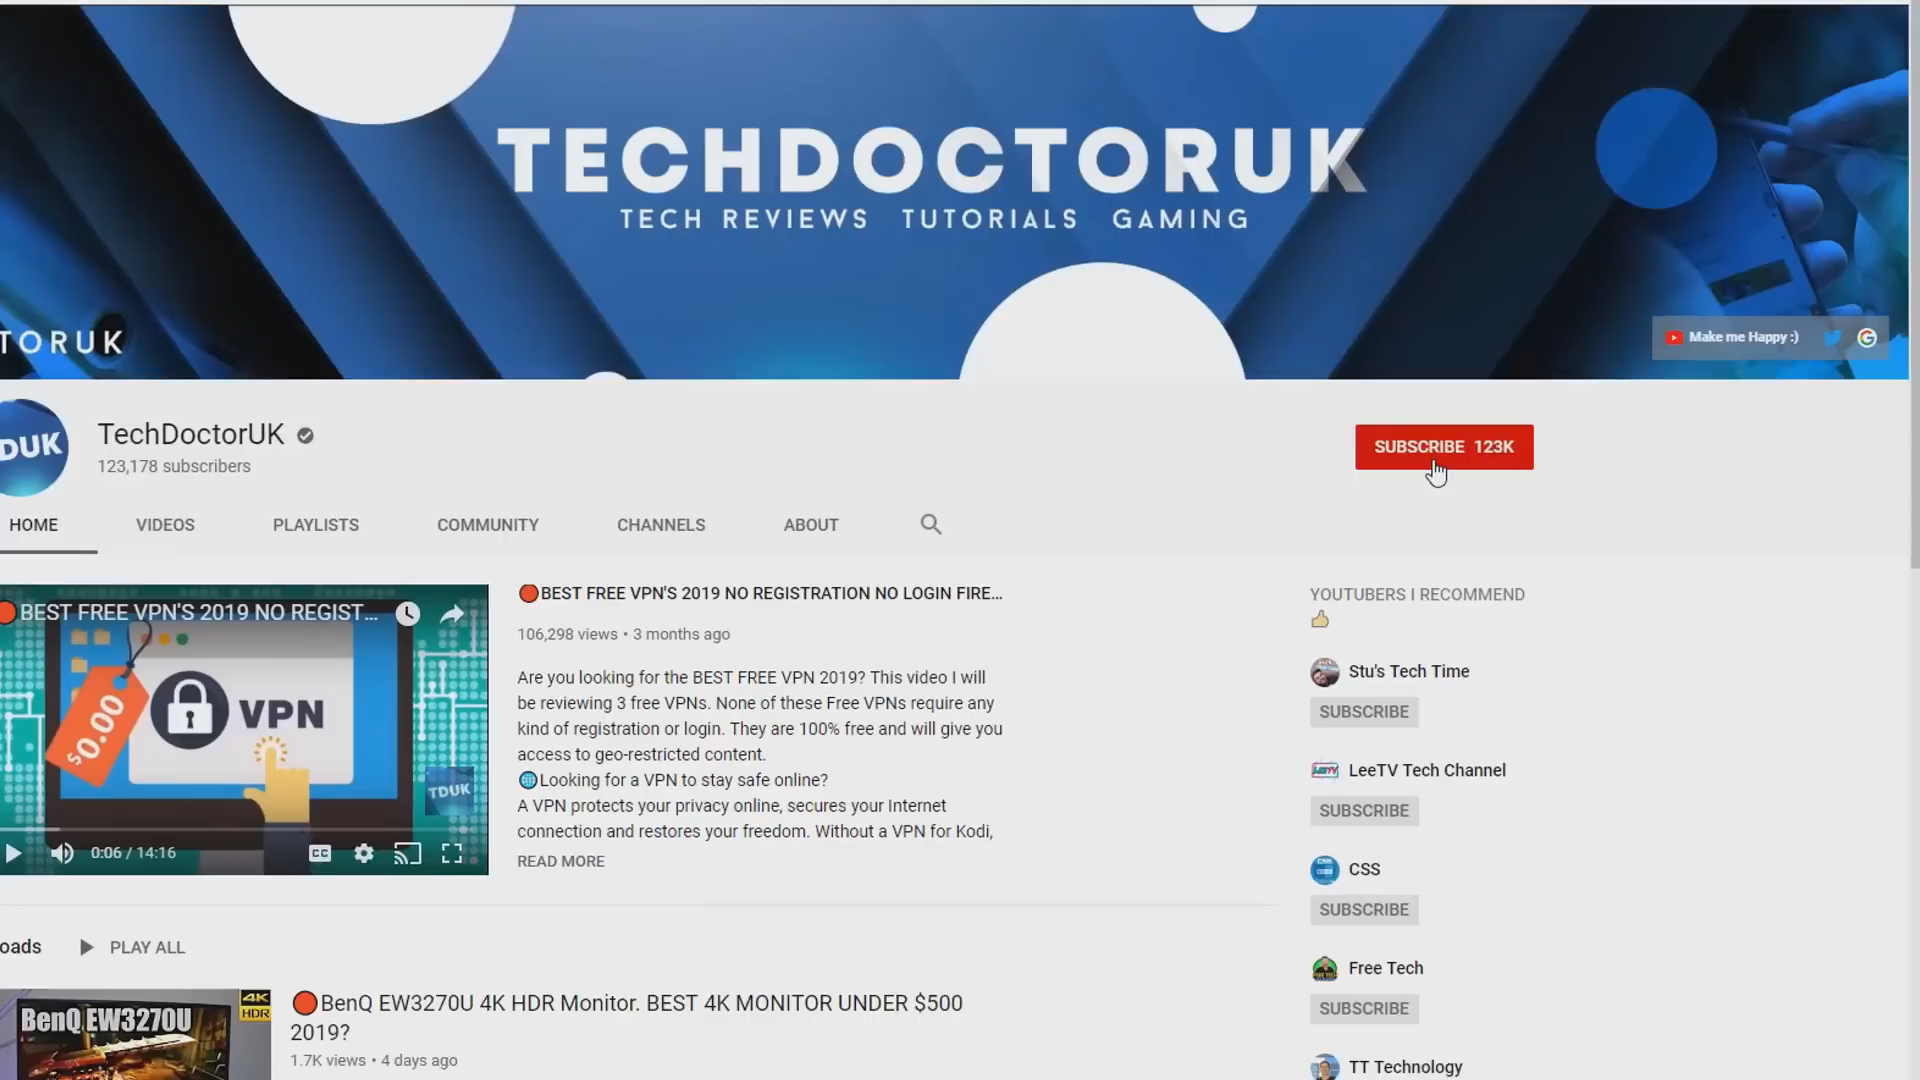 TECHDOCTORUK
TECH REVIEWS TUTORIALS GAMING
TORUK
Make me Happy :)
DUK
TechDoctorUK
123,178 subscribers
SUBSCRIBE 123K
HOME VIDEOS PLAYLISTS COMMUNITY CHANNELS ABOUT
BEST FREE VPN'S 2019 NO REGIST...
$0.00
VPN
TDUK
0:06 / 14:16
CC
BEST FREE VPN'S 2019 NO REGISTRATION NO LOGIN FIRE...
106,298 views • 3 months ago
Are you looking for the BEST FREE VPN 2019? This video I will
be reviewing 3 free VPNs. None of these Free VPNs require any
kind of registration or login. They are 100% free and will give you
access to geo-restricted content.
Looking for a VPN to stay safe online?
A VPN protects your privacy online, secures your Internet
connection and restores your freedom. Without a VPN for Kodi,
READ MORE
YOUTUBERS I RECOMMEND
Stu's Tech Time
SUBSCRIBE
LeeTV Tech Channel
SUBSCRIBE
CSS
SUBSCRIBE
Free Tech
SUBSCRIBE
TT Technology
oads PLAY ALL
BenQ EW3270U
4K
HDR
BenQ EW3270U 4K HDR Monitor. BEST 4K MONITOR UNDER $500
2019?
1.7K views • 4 days ago